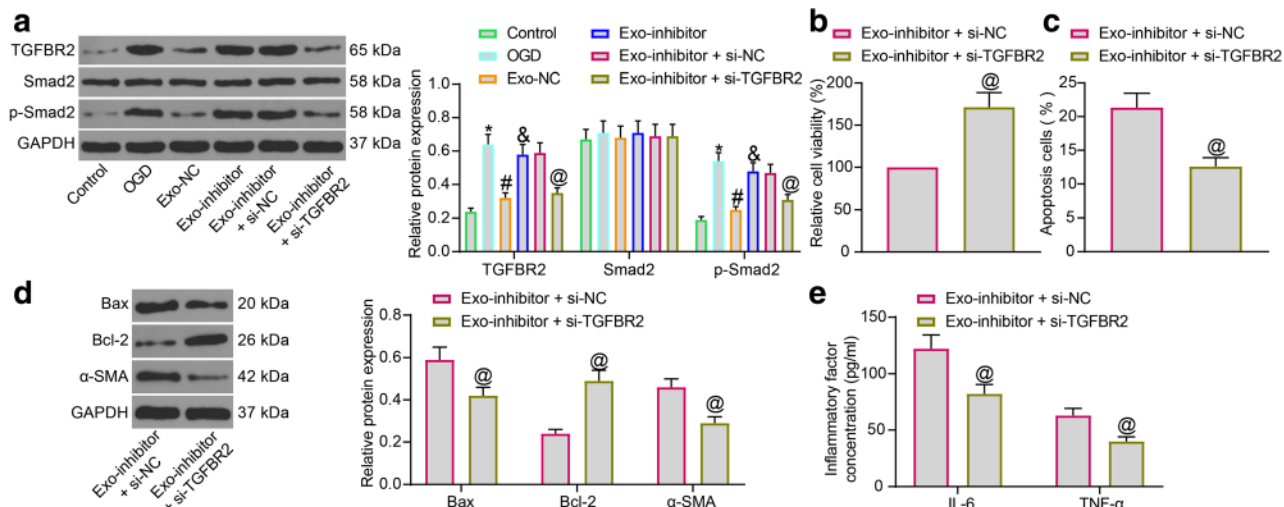 a
TGFBR2 65 kDa
Smad2 58 kDa
p-Smad2 58 kDa
GAPDH 37 kDa
Control
OGD
Exo-NC
Exo-inhibitor
Exo-inhibitor
+ si-NC
Exo-inhibitor
+ si-TGFBR2
Control
OGD
Exo-NC
Exo-inhibitor
Exo-inhibitor + si-NC
Exo-inhibitor + si-TGFBR2
Relative protein expression
1.0
0.8
0.6
0.4
0.2
0.0
* # & @
* # & @
TGFBR2 Smad2 p-Smad2
b
Exo-inhibitor + si-NC
Exo-inhibitor + si-TGFBR2
Relative cell viability (%)
200
150
100
50
0
@
c
Exo-inhibitor + si-NC
Exo-inhibitor + si-TGFBR2
Apoptosis cells ( % )
25
20
15
10
5
0
@
d
Bax 20 kDa
Bcl-2 26 kDa
α-SMA 42 kDa
GAPDH 37 kDa
Exo-inhibitor
+ si-NC
Exo-inhibitor
+ si-TGFBR2
Exo-inhibitor + si-NC
Exo-inhibitor + si-TGFBR2
Relative protein expression
0.8
0.6
0.4
0.2
0.0
@ @ @
Bax Bcl-2 α-SMA
e
Exo-inhibitor + si-NC
Exo-inhibitor + si-TGFBR2
Inflammatory factor
concentration (pg/ml)
150
100
50
0
@ @
IL-6 TNF-α